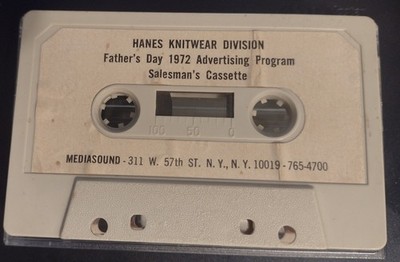 HANES KNITWEAR DIVISION
Father's Day 1972 Advertising Program
Salesman's Cassette
100 50 0
MEDIASOUND - 311 W. 57th ST. N.Y., N.Y. 10019 - 765-4700